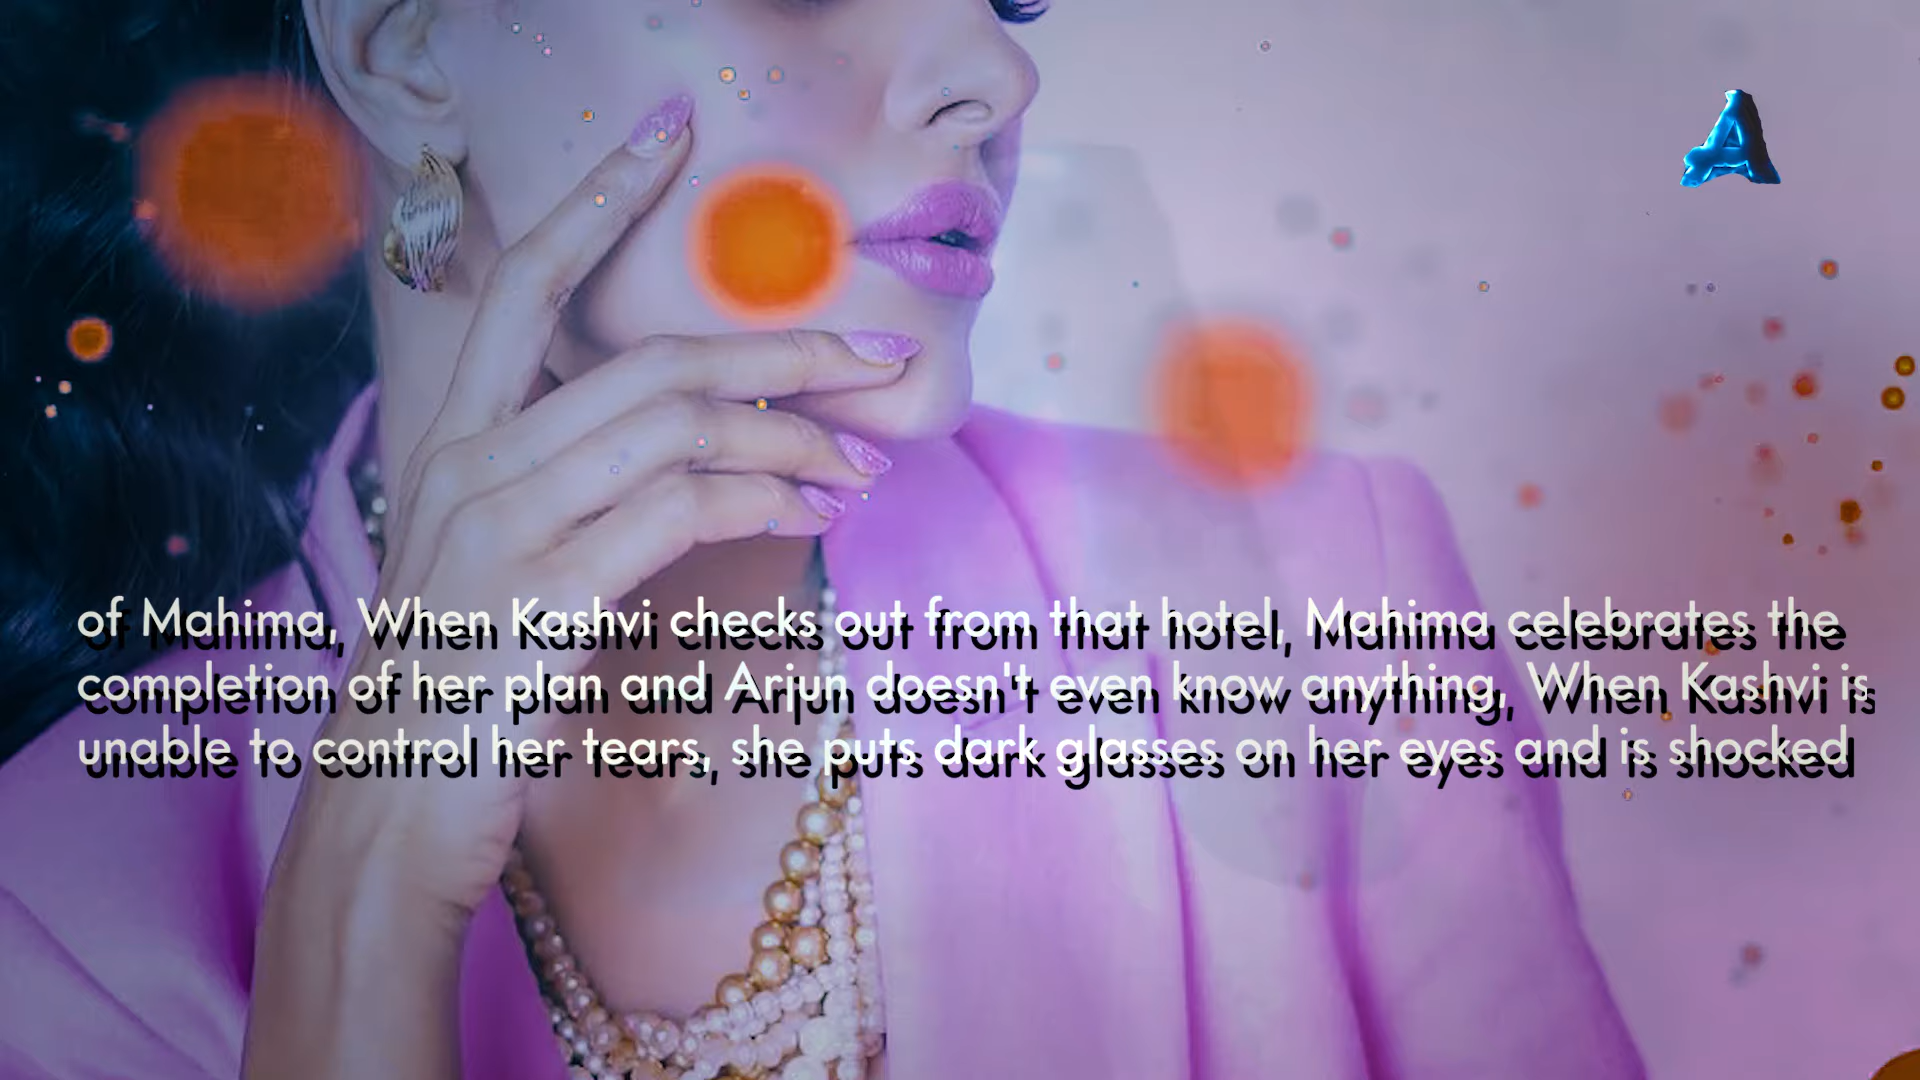 A
of Mahima, When Kashvi checks out from that hotel, Mahima celebrates the
completion of her plan and Arjun doesn't even know anything, When Kashvi is
unable to control her tears, she puts dark glasses on her eyes and is shocked